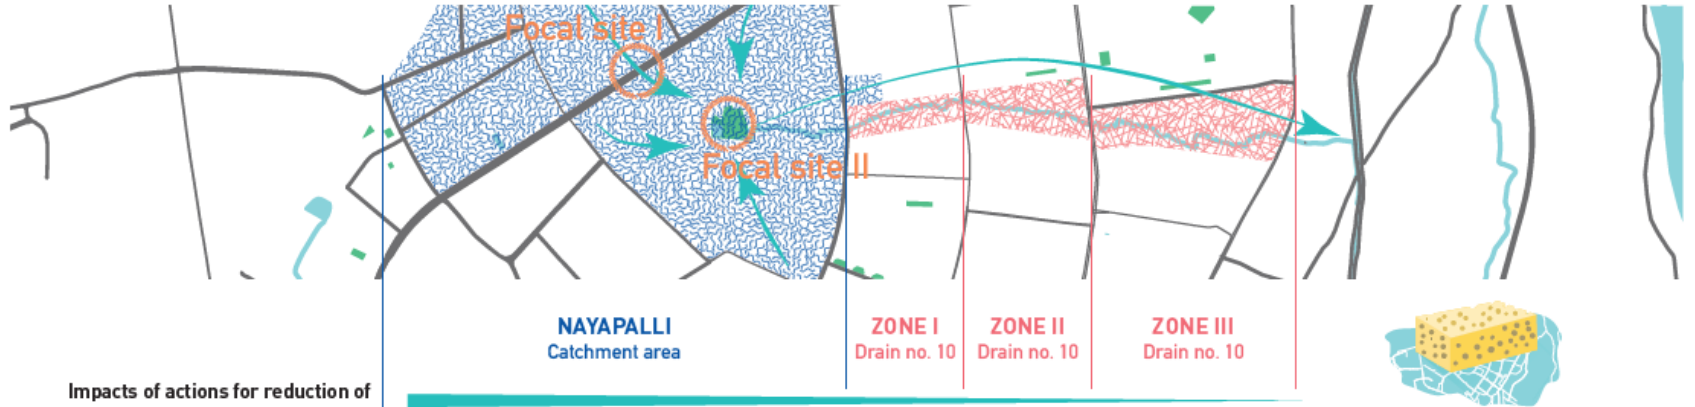 Focal site I
Focal site II
NAYAPALLI
Catchment area
ZONE I
Drain no. 10
ZONE II
Drain no. 10
ZONE III
Drain no. 10
Impacts of actions for reduction of